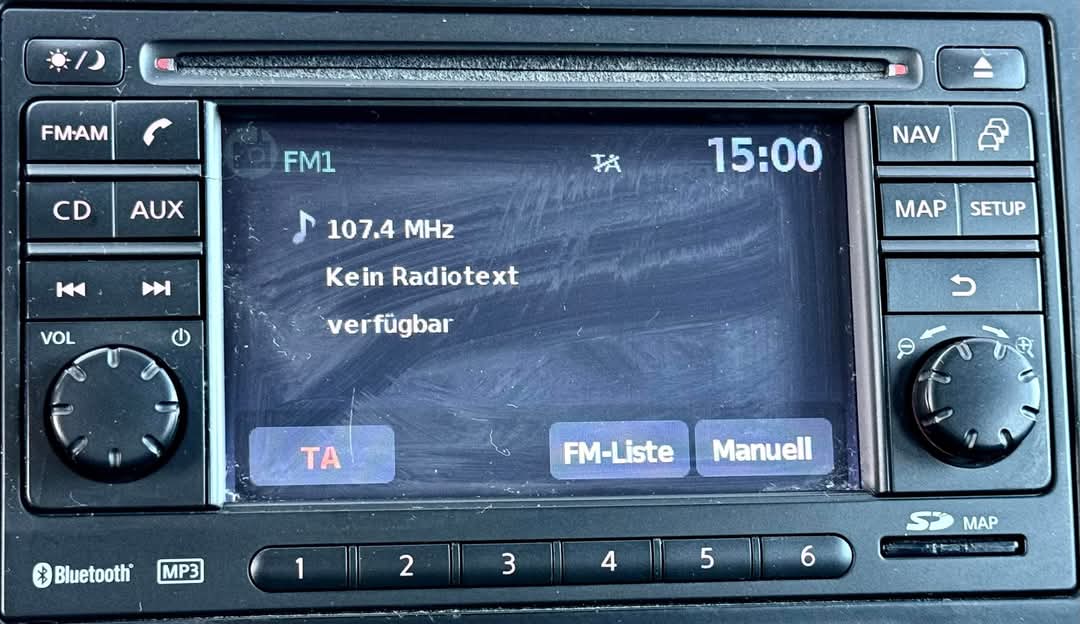 FM•AM
CD AUX
VOL
FM1 TA 15:00
107.4 MHz
Kein Radiotext
verfügbar
TA FM-Liste Manuell
NAV
MAP SETUP
SD MAP
Bluetooth MP3 1 2 3 4 5 6